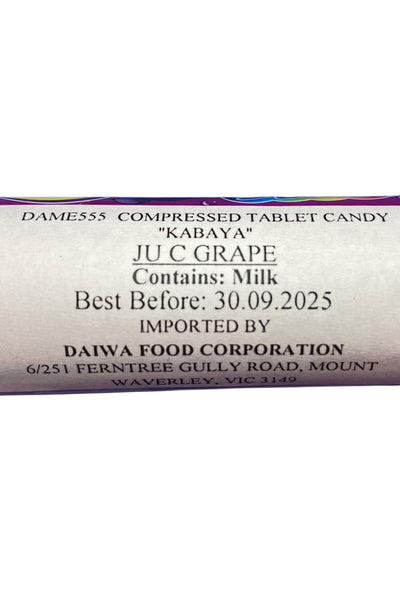 DAME555 COMPRESSED TABLET CANDY
"KABAYA"
JU C GRAPE
Contains: Milk
Best Before: 30.09.2025
IMPORTED BY
DAIWA FOOD CORPORATION
6/251 FERNTREE GULLY ROAD, MOUNT
WAVERLEY, VIC 3149